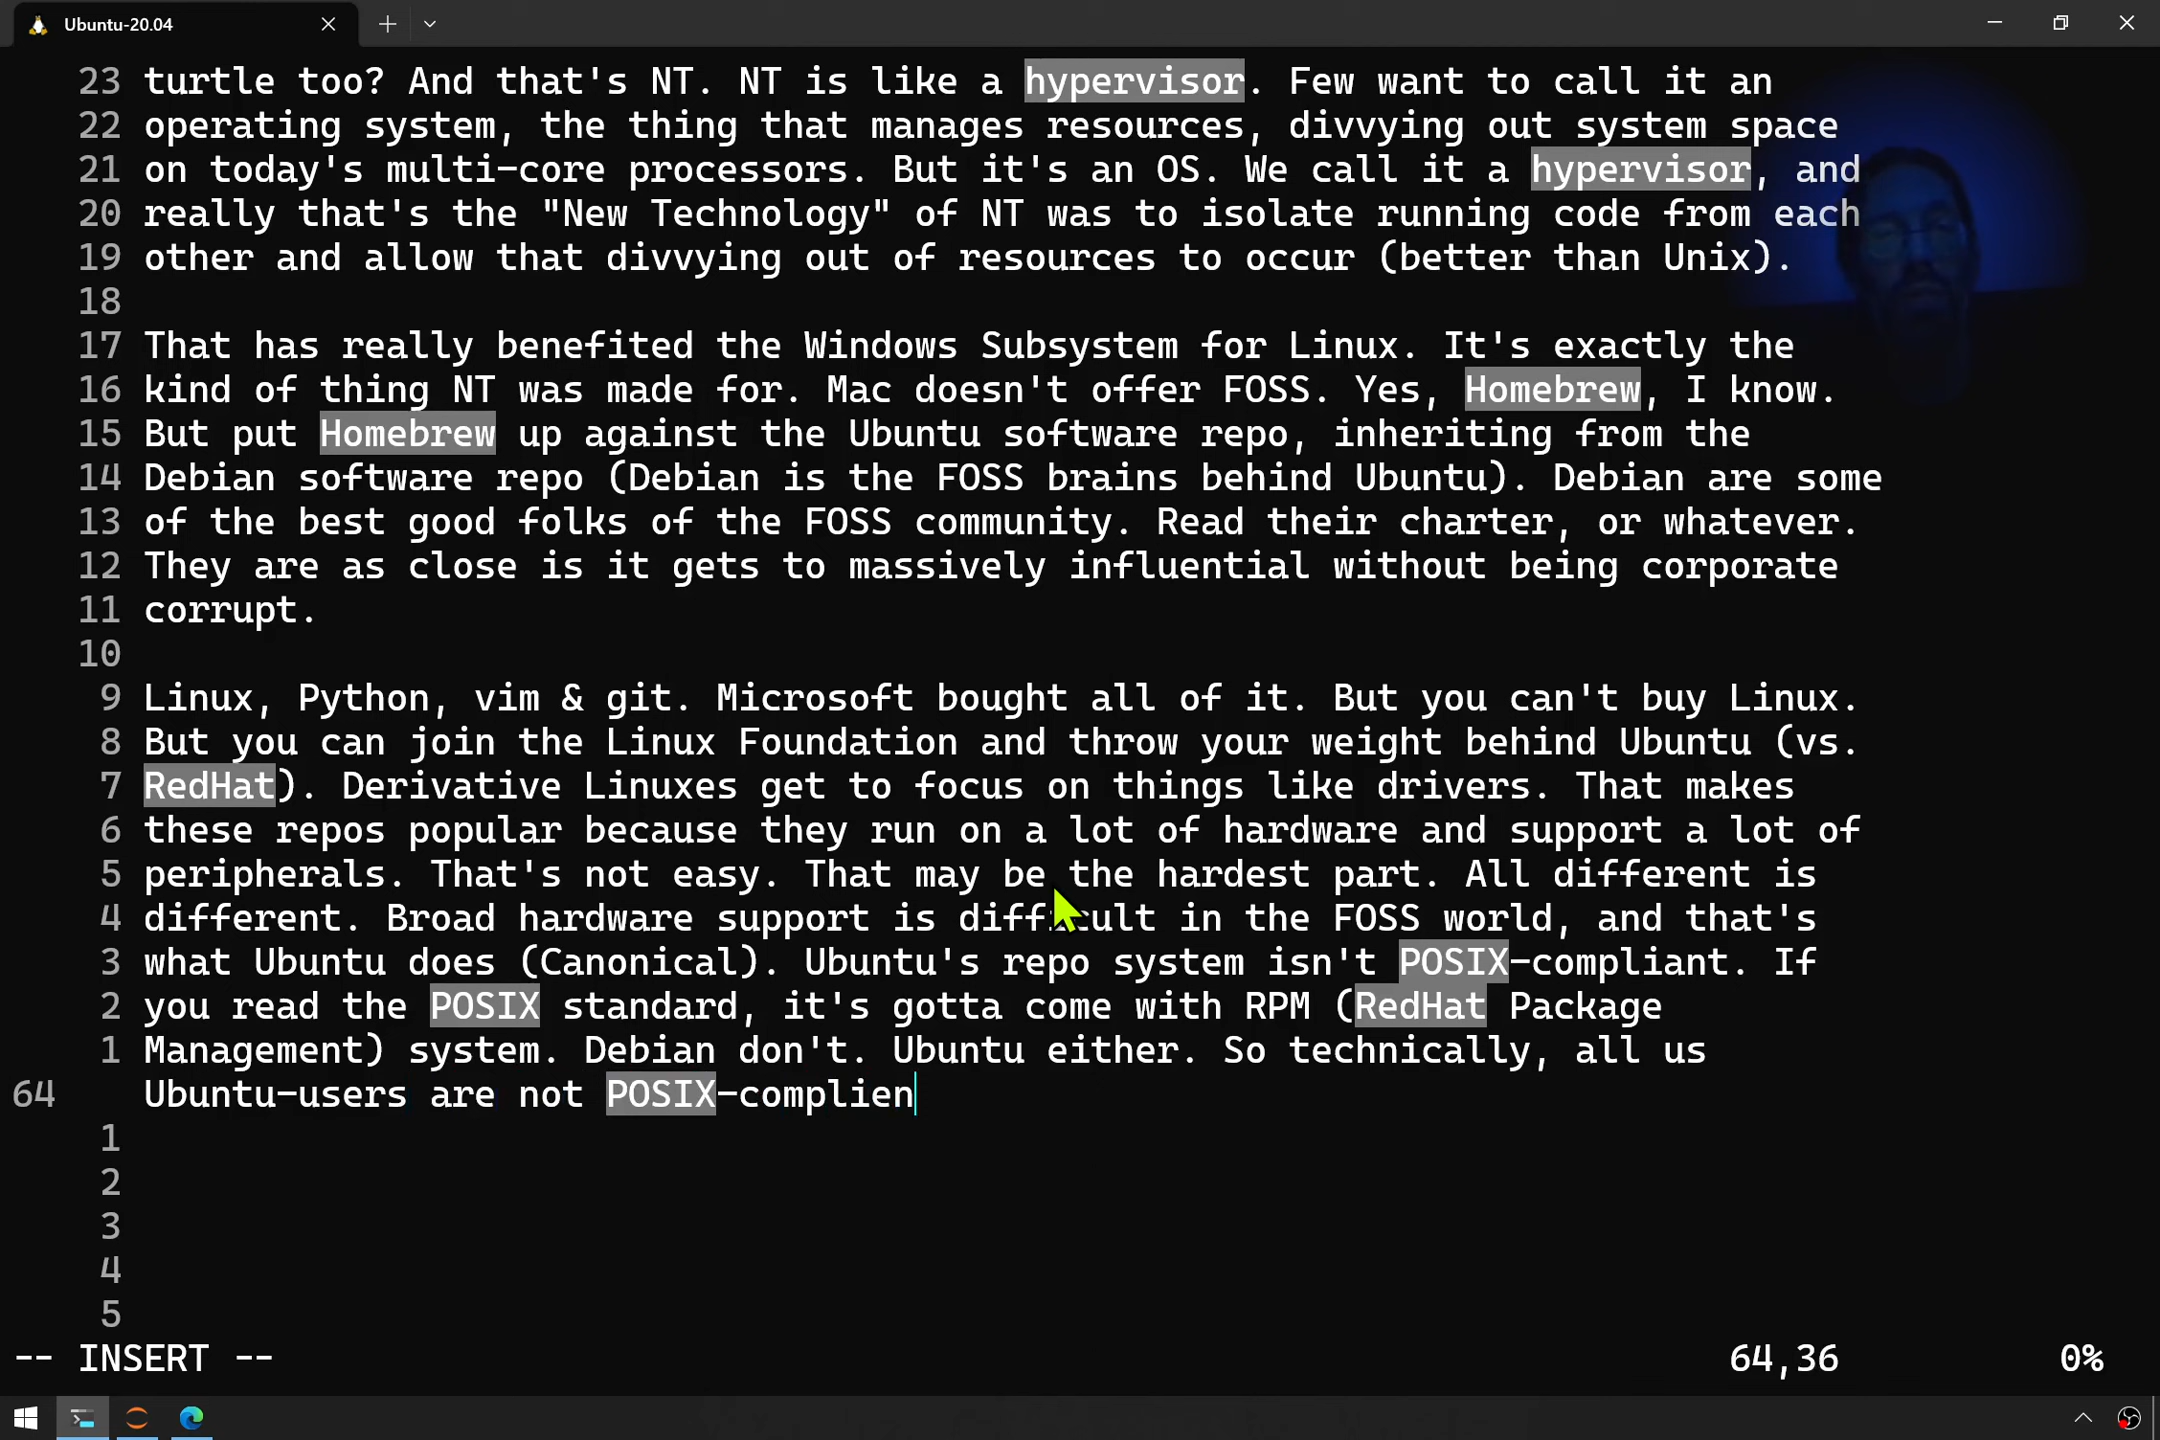 Ubuntu-20.04
23 turtle too? And that's NT. NT is like a hypervisor. Few want to call it an
22 operating system, the thing that manages resources, divvying out system space
21 on today's multi-core processors. But it's an OS. We call it a hypervisor, and
20 really that's the "New Technology" of NT was to isolate running code from each
19 other and allow that divvying out of resources to occur (better than Unix).
18
17 That has really benefited the Windows Subsystem for Linux. It's exactly the
16 kind of thing NT was made for. Mac doesn't offer FOSS. Yes, Homebrew, I know.
15 But put Homebrew up against the Ubuntu software repo, inheriting from the
14 Debian software repo (Debian is the FOSS brains behind Ubuntu). Debian are some
13 of the best good folks of the FOSS community. Read their charter, or whatever.
12 They are as close is it gets to massively influential without being corporate
11 corrupt.
10
9 Linux, Python, vim & git. Microsoft bought all of it. But you can't buy Linux.
8 But you can join the Linux Foundation and throw your weight behind Ubuntu (vs.
7 RedHat). Derivative Linuxes get to focus on things like drivers. That makes
6 these repos popular because they run on a lot of hardware and support a lot of
5 peripherals. That's not easy. That may be the hardest part. All different is
4 different. Broad hardware support is difficult in the FOSS world, and that's
3 what Ubuntu does (Canonical). Ubuntu's repo system isn't POSIX-compliant. If
2 you read the POSIX standard, it's gotta come with RPM (RedHat Package
1 Management) system. Debian don't. Ubuntu either. So technically, all us
64 Ubuntu-users are not POSIX-complien
1
2
3
4
5
-- INSERT -- 64,36 0%